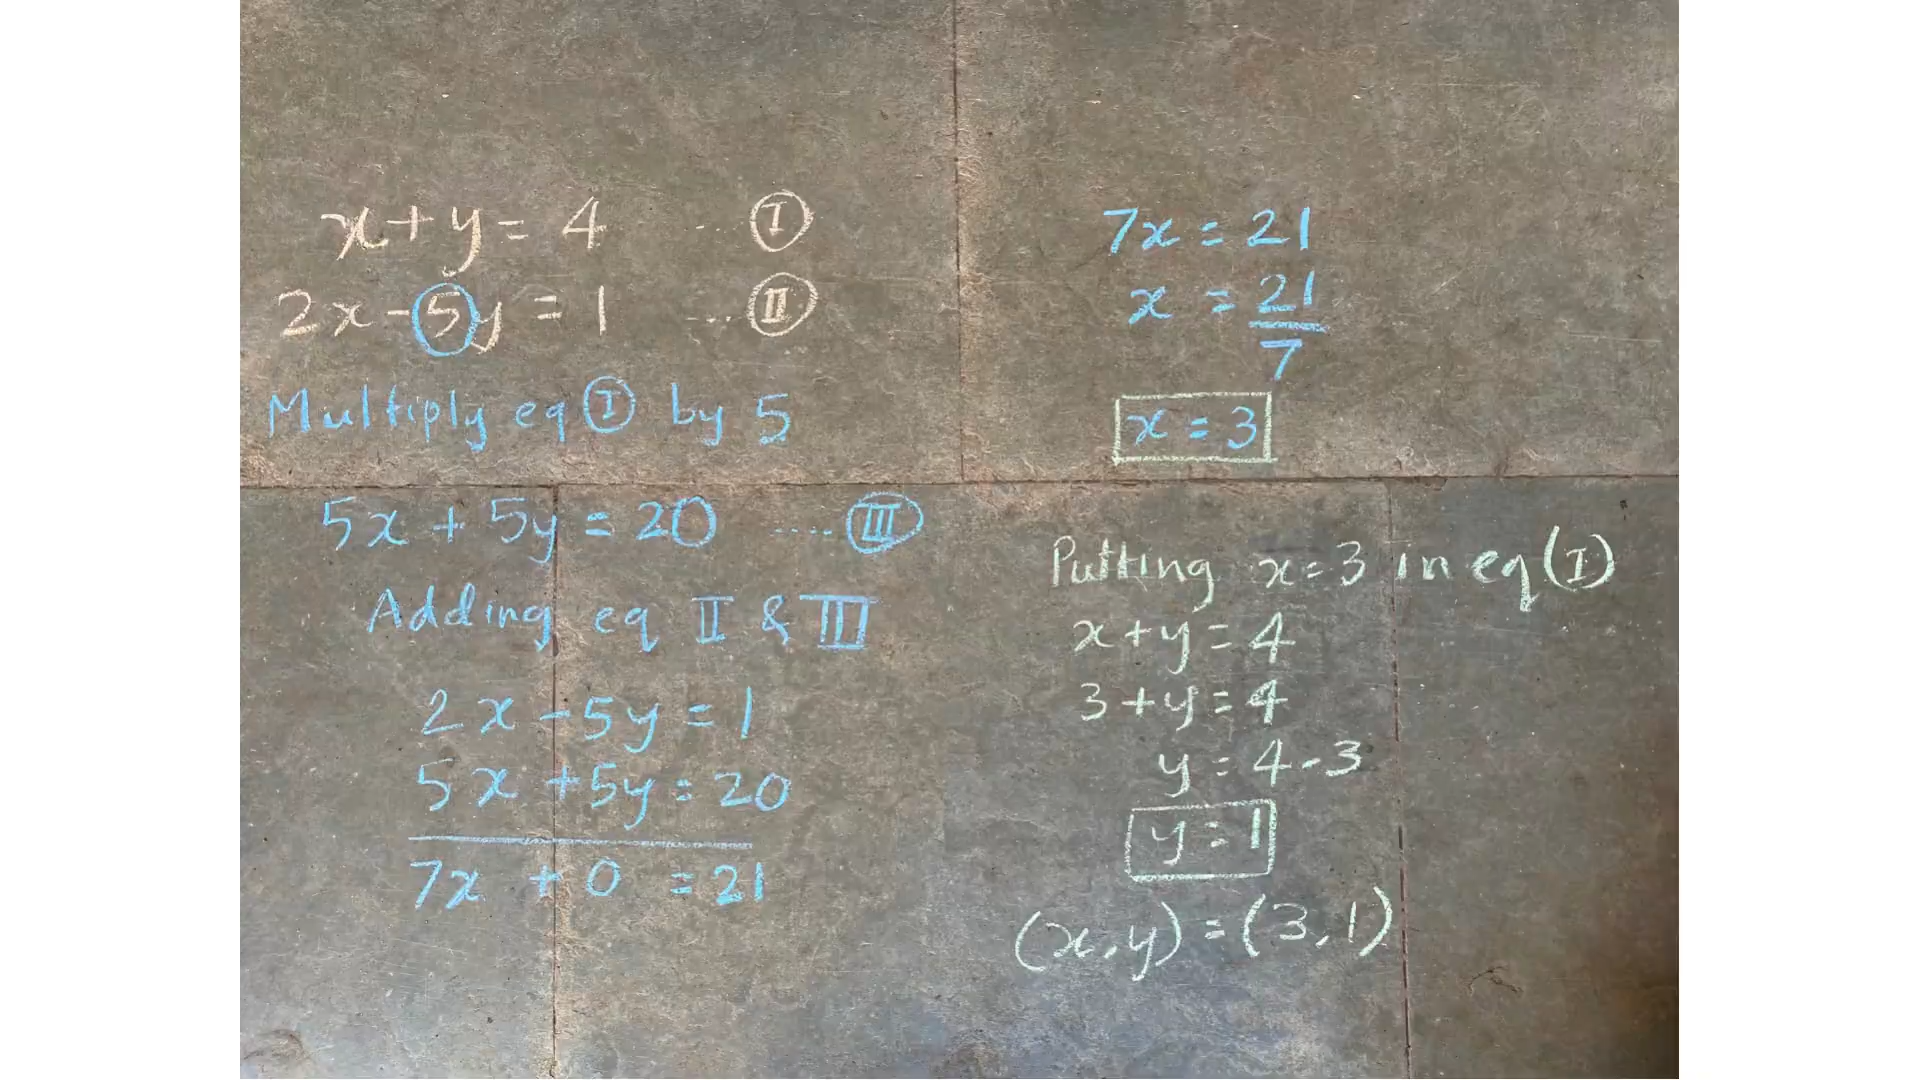 x+y=4 ... Ⓘ
2x-5y=1 ... Ⓘⓘ
Multiply eq Ⓘ by 5
5x+5y=20 ..... III
Adding eq II & III
2x-5y=1
5x+5y=20
7x+0=21
7x=21
x=21
7
x=3
Putting x=3 in eq(I)
x+y=4
3+y=4
y=4-3
y=1
(x,y)=(3,1)